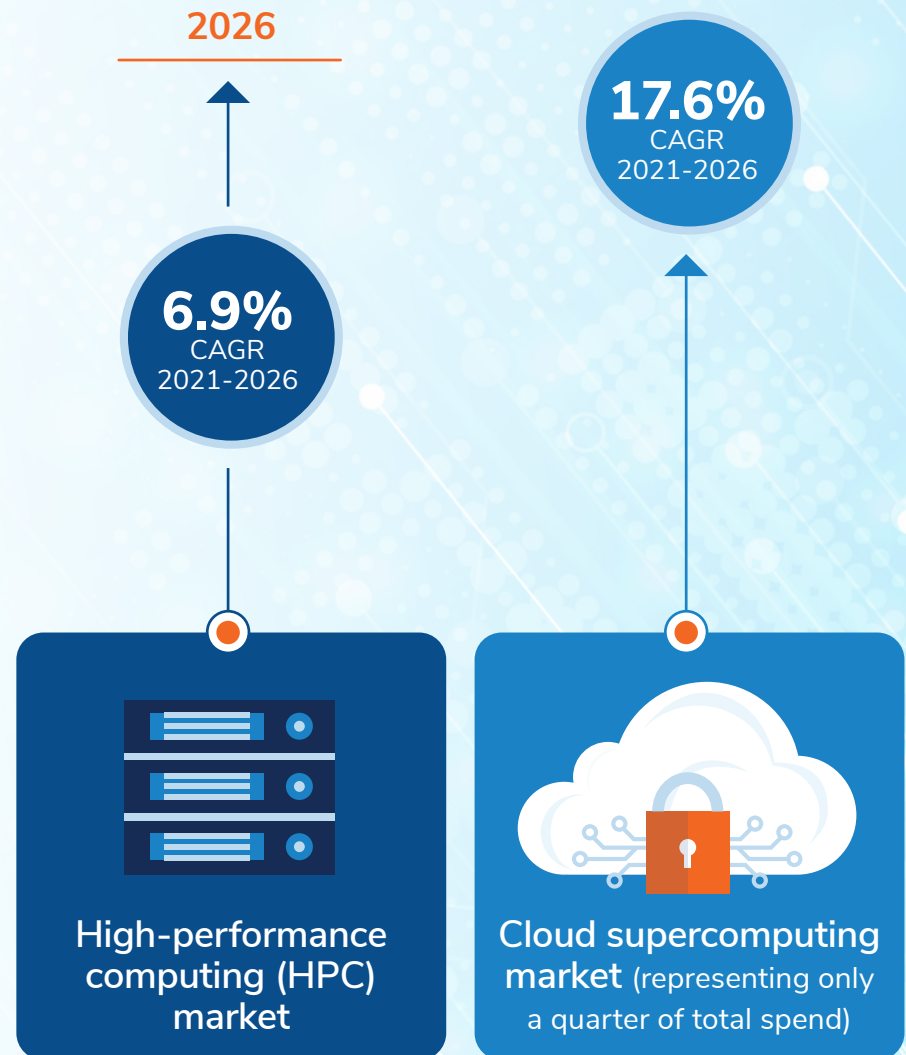 2026
6.9%
CAGR
2021-2026
High-performance
computing (HPC)
market
17.6%
CAGR
2021-2026
Cloud supercomputing
market (representing only
a quarter of total spend)